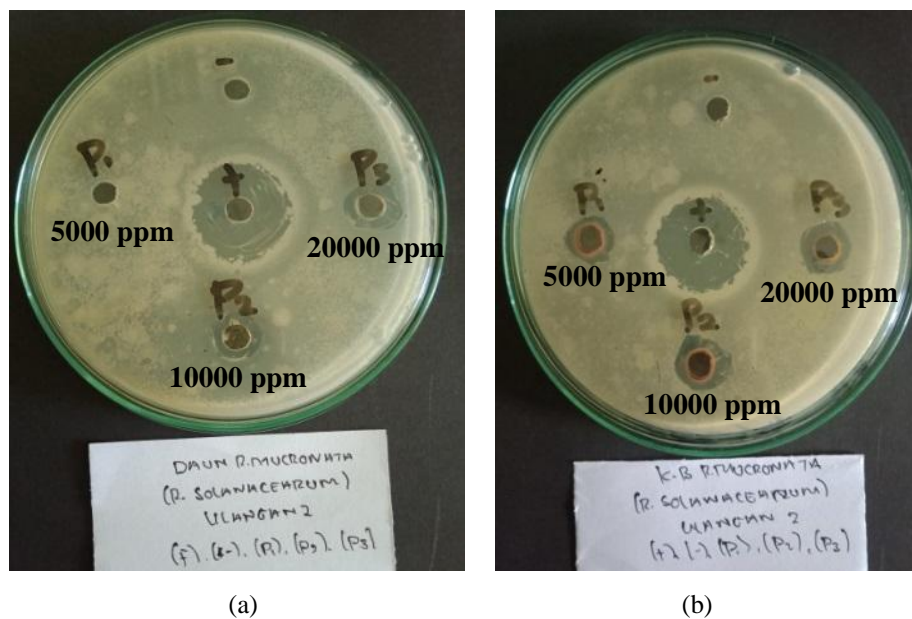 -
P1
+
P3
5000 ppm
20000 ppm
P2
10000 ppm
DAUN R.MUCRONATA
(R. SOLANACEARUM)
ULANGAN 2
(f). (-). (P1). (P2). (P3)
(a)
-
P1
+
P3
5000 ppm
20000 ppm
P2
10000 ppm
K.B R.MUCRONATA
(R. SOLANACEARUM)
ULANGAN 2
(+). (-). (P1), (P2), (P3)
(b)